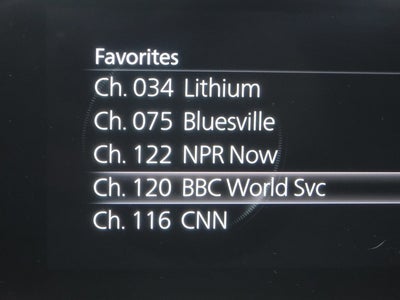 Favorites
Ch. 034 Lithium
Ch. 075 Bluesville
Ch. 122 NPR Now
Ch. 120 BBC World Svc
Ch. 116 CNN